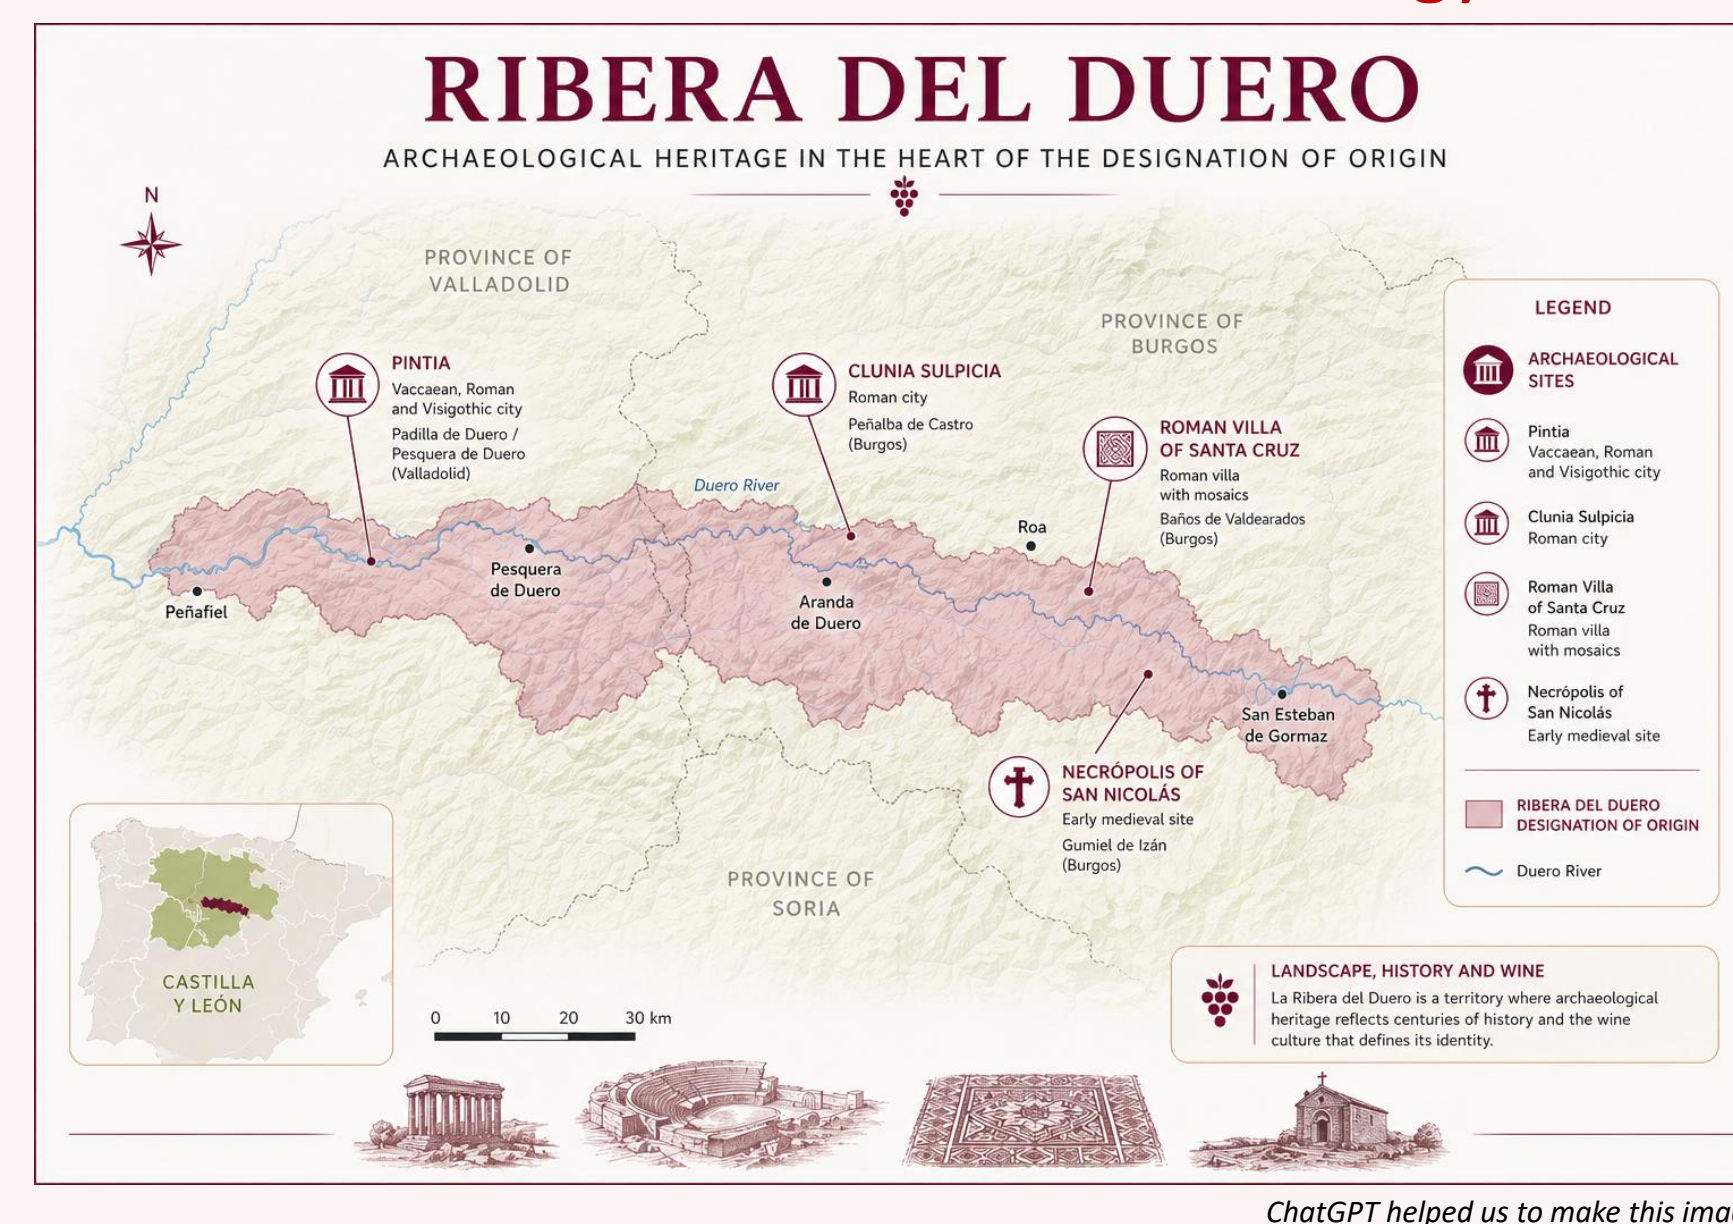 RIBERA DEL DUERO
ARCHAEOLOGICAL HERITAGE IN THE HEART OF THE DESIGNATION OF ORIGIN
N
PROVINCE OF
VALLADOLID
PROVINCE OF
BURGOS
PINTIA
Vaccaean, Roman
and Visigothic city
Padilla de Duero /
Pesquera de Duero
(Valladolid)
CLUNIA SULPICIA
Roman city
Peñalba de Castro
(Burgos)
ROMAN VILLA
OF SANTA CRUZ
Roman villa
with mosaics
Baños de Valdearados
(Burgos)
Duero River
Roa
Pesquera
de Duero
Peñafiel
Aranda
de Duero
San Esteban
de Gormaz
NECRÓPOLIS OF
SAN NICOLÁS
Early medieval site
Gumiel de Izán
(Burgos)
PROVINCE OF
SORIA
LEGEND
ARCHAEOLOGICAL
SITES
Pintia
Vaccaean, Roman
and Visigothic city
Clunia Sulpicia
Roman city
Roman Villa
of Santa Cruz
Roman villa
with mosaics
Necrópolis of
San Nicolás
Early medieval site
RIBERA DEL DUERO
DESIGNATION OF ORIGIN
Duero River
CASTILLA
Y LEÓN
0 10 20 30 km
LANDSCAPE, HISTORY AND WINE
La Ribera del Duero is a territory where archaeological
heritage reflects centuries of history and the wine
culture that defines its identity.
ChatGPT helped us to make this